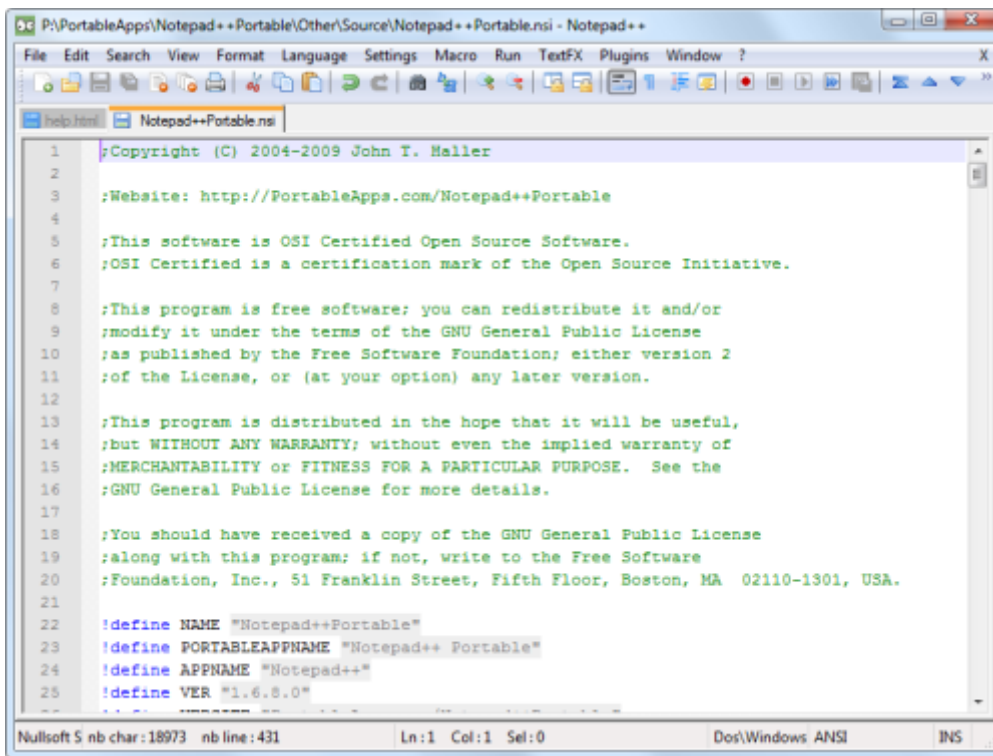 P:\PortableApps\Notepad++Portable\Other\Source\Notepad++Portable.nsi - Notepad++
File Edit Search View Format Language Settings Macro Run TextFX Plugins Window ? X
help.html Notepad++Portable.nsi
1 ;Copyright (C) 2004-2009 John T. Haller
2
3 ;Website: http://PortableApps.com/Notepad++Portable
4
5 ;This software is OSI Certified Open Source Software.
6 ;OSI Certified is a certification mark of the Open Source Initiative.
7
8 ;This program is free software; you can redistribute it and/or
9 ;modify it under the terms of the GNU General Public License
10 ;as published by the Free Software Foundation; either version 2
11 ;of the License, or (at your option) any later version.
12
13 ;This program is distributed in the hope that it will be useful,
14 ;but WITHOUT ANY WARRANTY; without even the implied warranty of
15 ;MERCHANTABILITY or FITNESS FOR A PARTICULAR PURPOSE.  See the
16 ;GNU General Public License for more details.
17
18 ;You should have received a copy of the GNU General Public License
19 ;along with this program; if not, write to the Free Software
20 ;Foundation, Inc., 51 Franklin Street, Fifth Floor, Boston, MA  02110-1301, USA.
21
22 !define NAME "Notepad++Portable"
23 !define PORTABLEAPPNAME "Notepad++ Portable"
24 !define APPNAME "Notepad++"
25 !define VER "1.6.8.0"
Nullsoft S nb char : 18973 nb line : 431 Ln : 1 Col : 1 Sel : 0 Dos\Windows ANSI INS